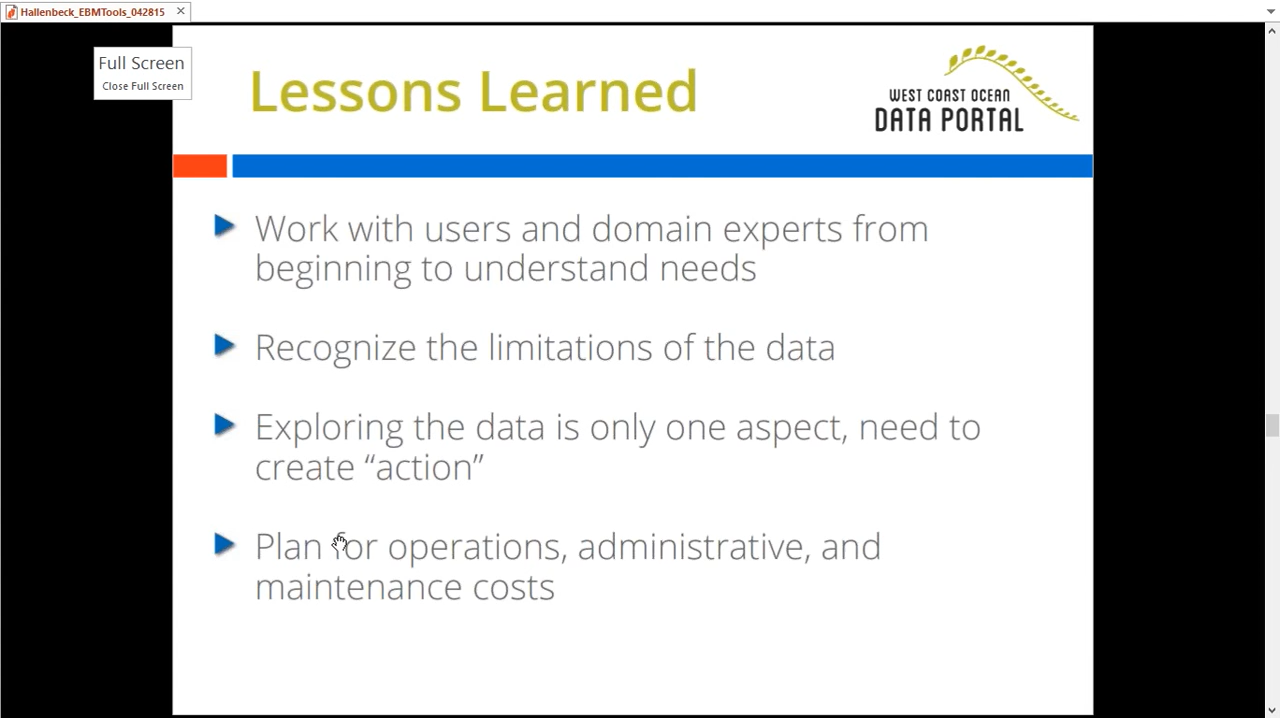 Hallenbeck_EBMTools_042815
Full Screen
Close Full Screen
Lessons Learned
WEST COAST OCEAN
DATA PORTAL
Work with users and domain experts from
beginning to understand needs
Recognize the limitations of the data
Exploring the data is only one aspect, need to
create “action”
Plan for operations, administrative, and
maintenance costs